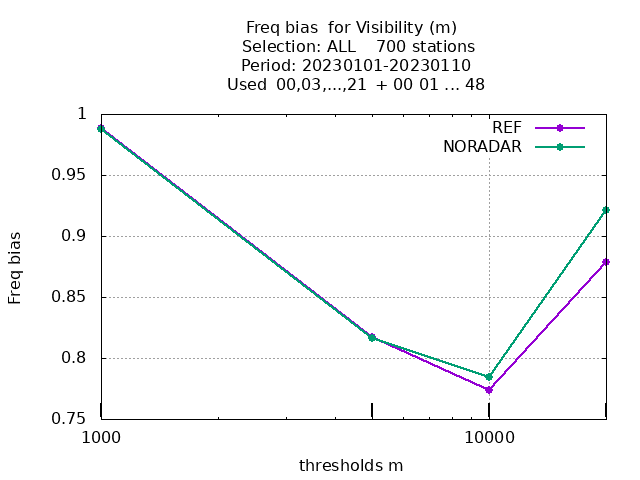 Freq bias  for Visibility (m)
Selection: ALL    700 stations
Period: 20230101-20230110
Used  00,03,...,21  + 00 01 ... 48
REF
NORADAR
1
0.95
0.9
0.85
0.8
0.75
Freq bias
1000
10000
thresholds m